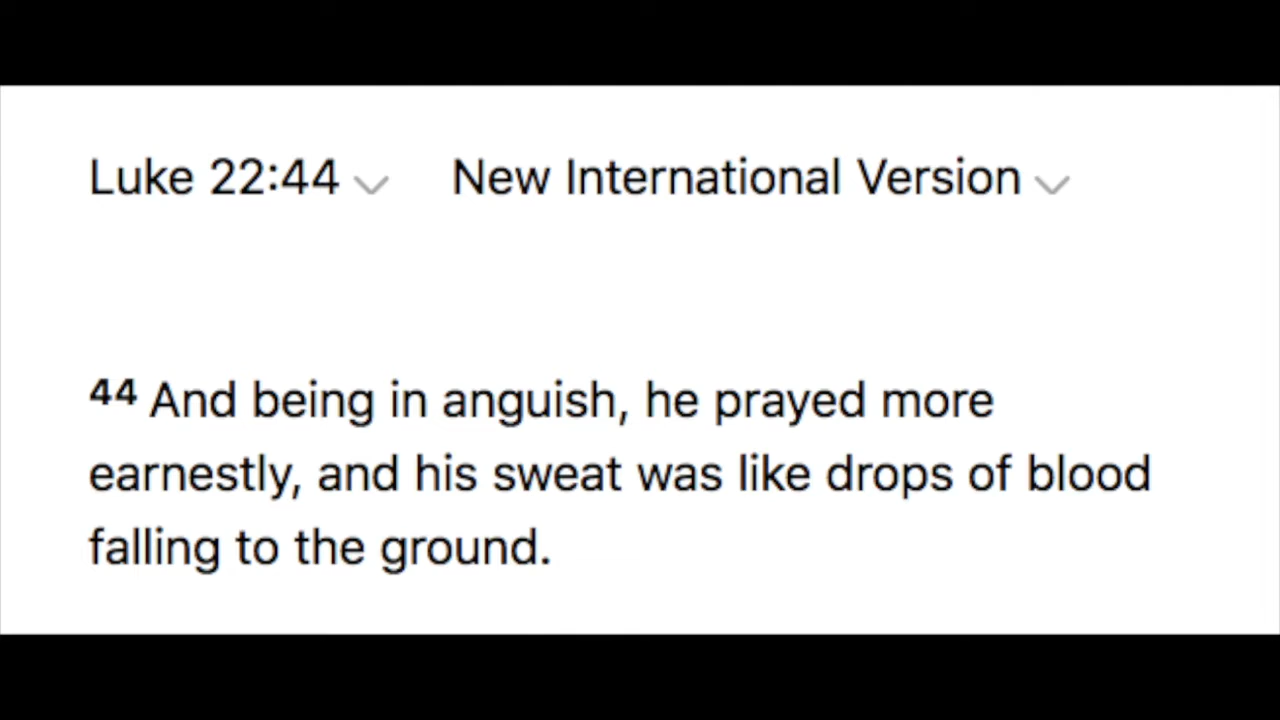 Luke 22:44 New International Version
44 And being in anguish, he prayed more
earnestly, and his sweat was like drops of blood
falling to the ground.